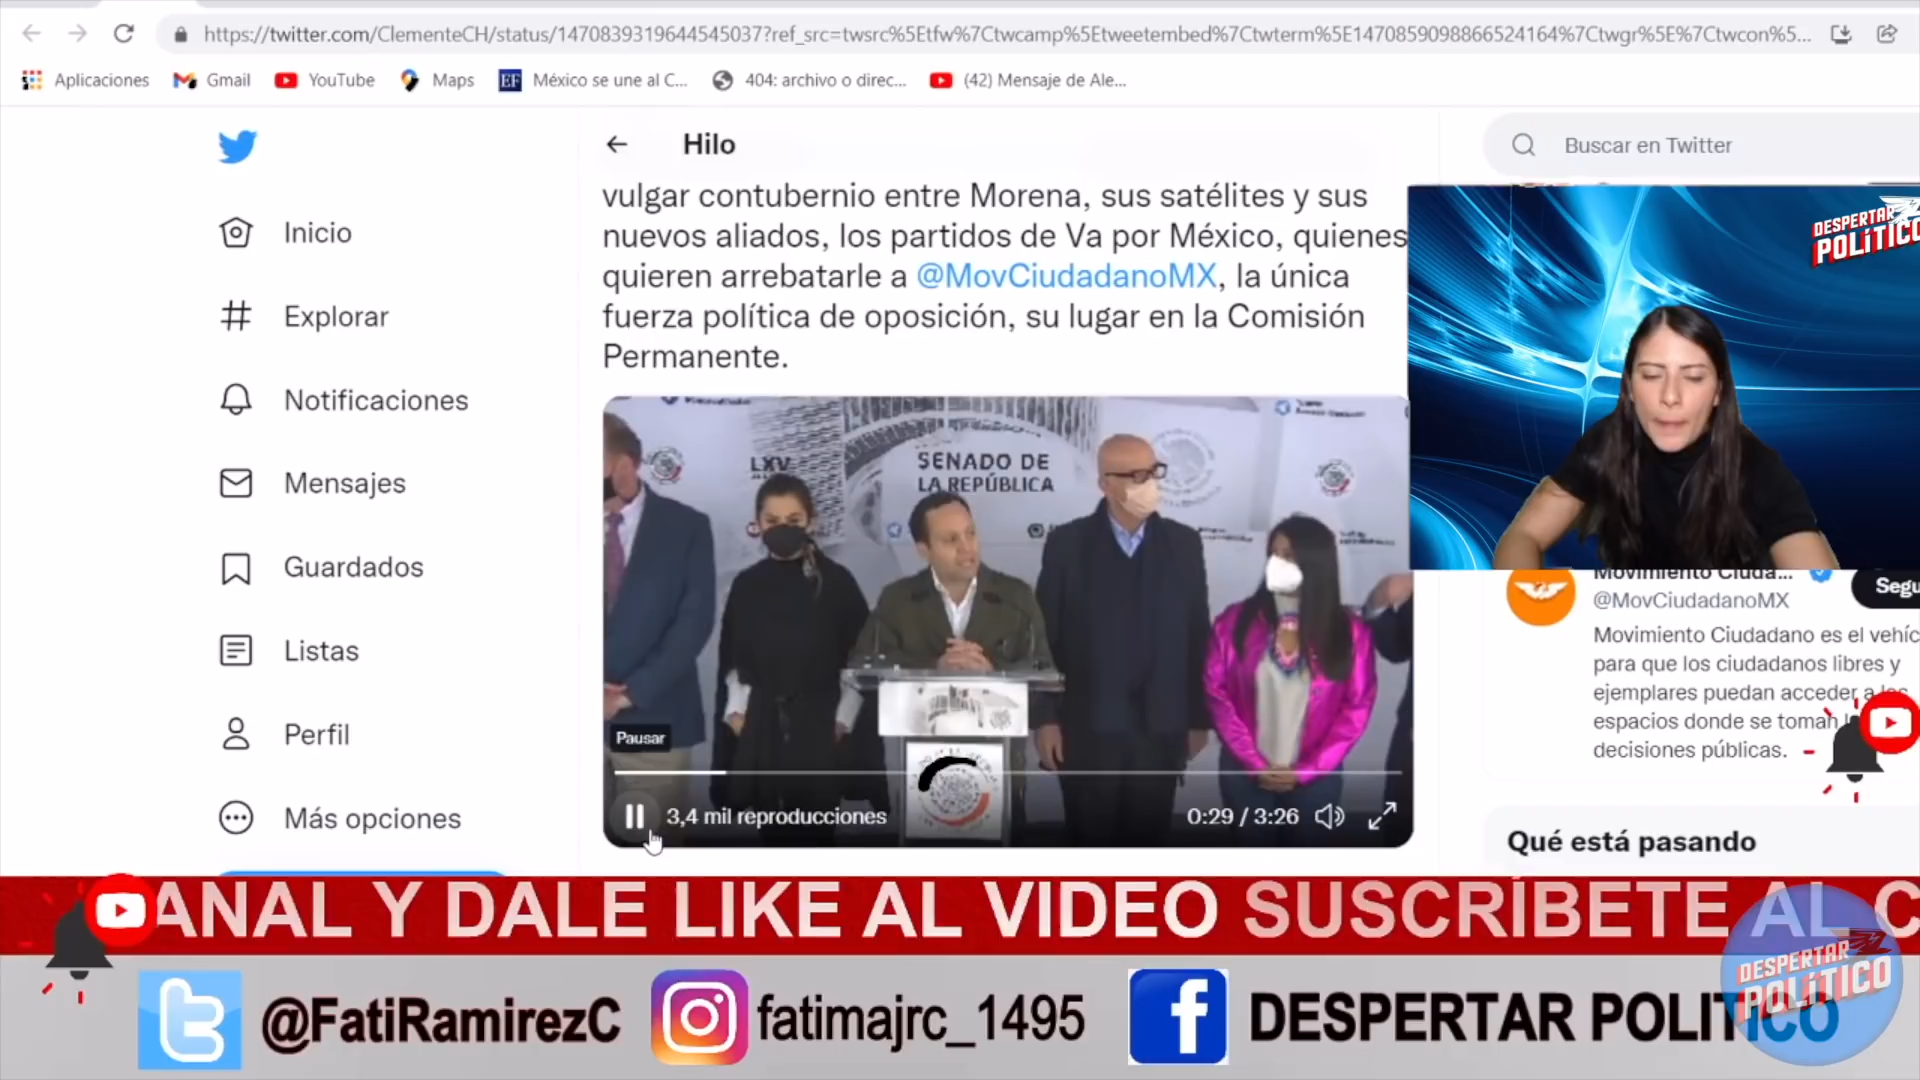 https://twitter.com/ClementeCH/status/1470839319644545037?ref_src=twsrc%5Etfw%7Ctwcamp%5Etweetembed%7Ctwterm%5E1470859098866524164%7Ctwgr%5E%7Ctwcon%5...
Aplicaciones
Gmail
YouTube
Maps
EF México se une al C...
404: archivo o direc...
(42) Mensaje de Ale...
Hilo
Buscar en Twitter
Inicio
Explorar
Notificaciones
Mensajes
Guardados
Listas
Perfil
Más opciones
vulgar contubernio entre Morena, sus satélites y sus
nuevos aliados, los partidos de Va por México, quienes
quieren arrebatarle a @MovCiudadanoMX, la única
fuerza política de oposición, su lugar en la Comisión
Permanente.
LXV
SENADO DE
LA REPÚBLICA
Pausar
3,4 mil reproducciones
0:29 / 3:26
DESPERTAR
POLÍTICO
Movimiento Ciuda...
@MovCiudadanoMX
Segu
Movimiento Ciudadano es el vehíc
para que los ciudadanos libres y
ejemplares puedan acceder a los
espacios donde se toman
decisiones públicas.
Qué está pasando
ANAL Y DALE LIKE AL VIDEO SUSCRÍBETE AL C
@FatiRamirezC
fatimajrc_1495
DESPERTAR POLITICO
DESPERTAR
POLÍTICO